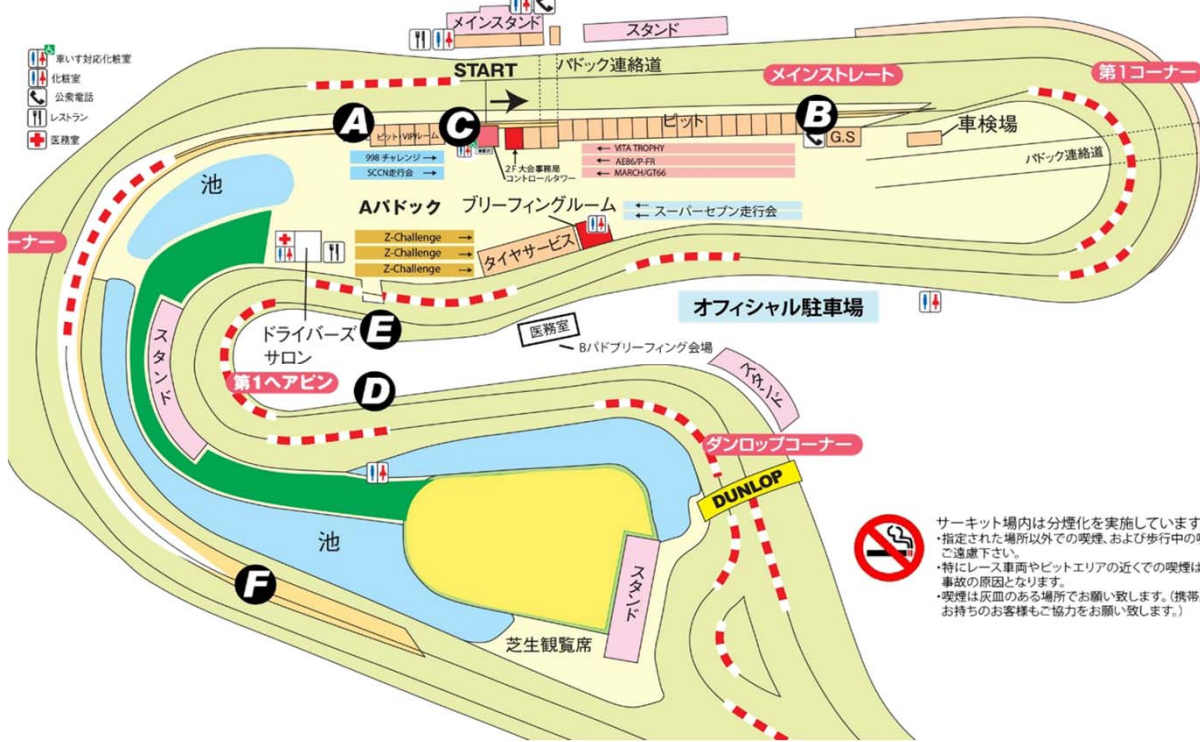 メインスタンド
スタンド
車いす対応化粧室
化粧室
公衆電話
レストラン
医務室
START
パドック連絡道
メインストレート
第1コーナー
A
ピット・VIPルーム
C
ピット
B
G.S
車検場
パドック連絡道
998 チャレンジ →
SCCN走行会 →
2F 大会事務局
コントロールタワー
← VITA TROPHY
← AE86/P-FR
← MARCH/GT66
池
Aパドック
ブリーフィングルーム
← スーパーセブン走行会
←
ーナー
Z-Challenge →
Z-Challenge →
Z-Challenge →
タイヤサービス
オフィシャル駐車場
スタンド
ドライバーズ
サロン
E
医務室
Bパドブリーフィング会場
第1ヘアピン
D
スタンド
ダンロップコーナー
DUNLOP
池
F
スタンド
芝生観覧席
サーキット場内は分煙化を実施しています
・指定された場所以外での喫煙、および歩行中の
ご遠慮下さい。
・特にレース車両やピットエリアの近くでの喫煙は
事故の原因となります。
・喫煙は灰皿のある場所でお願い致します。(携帯
お持ちのお客様もご協力をお願い致します。)